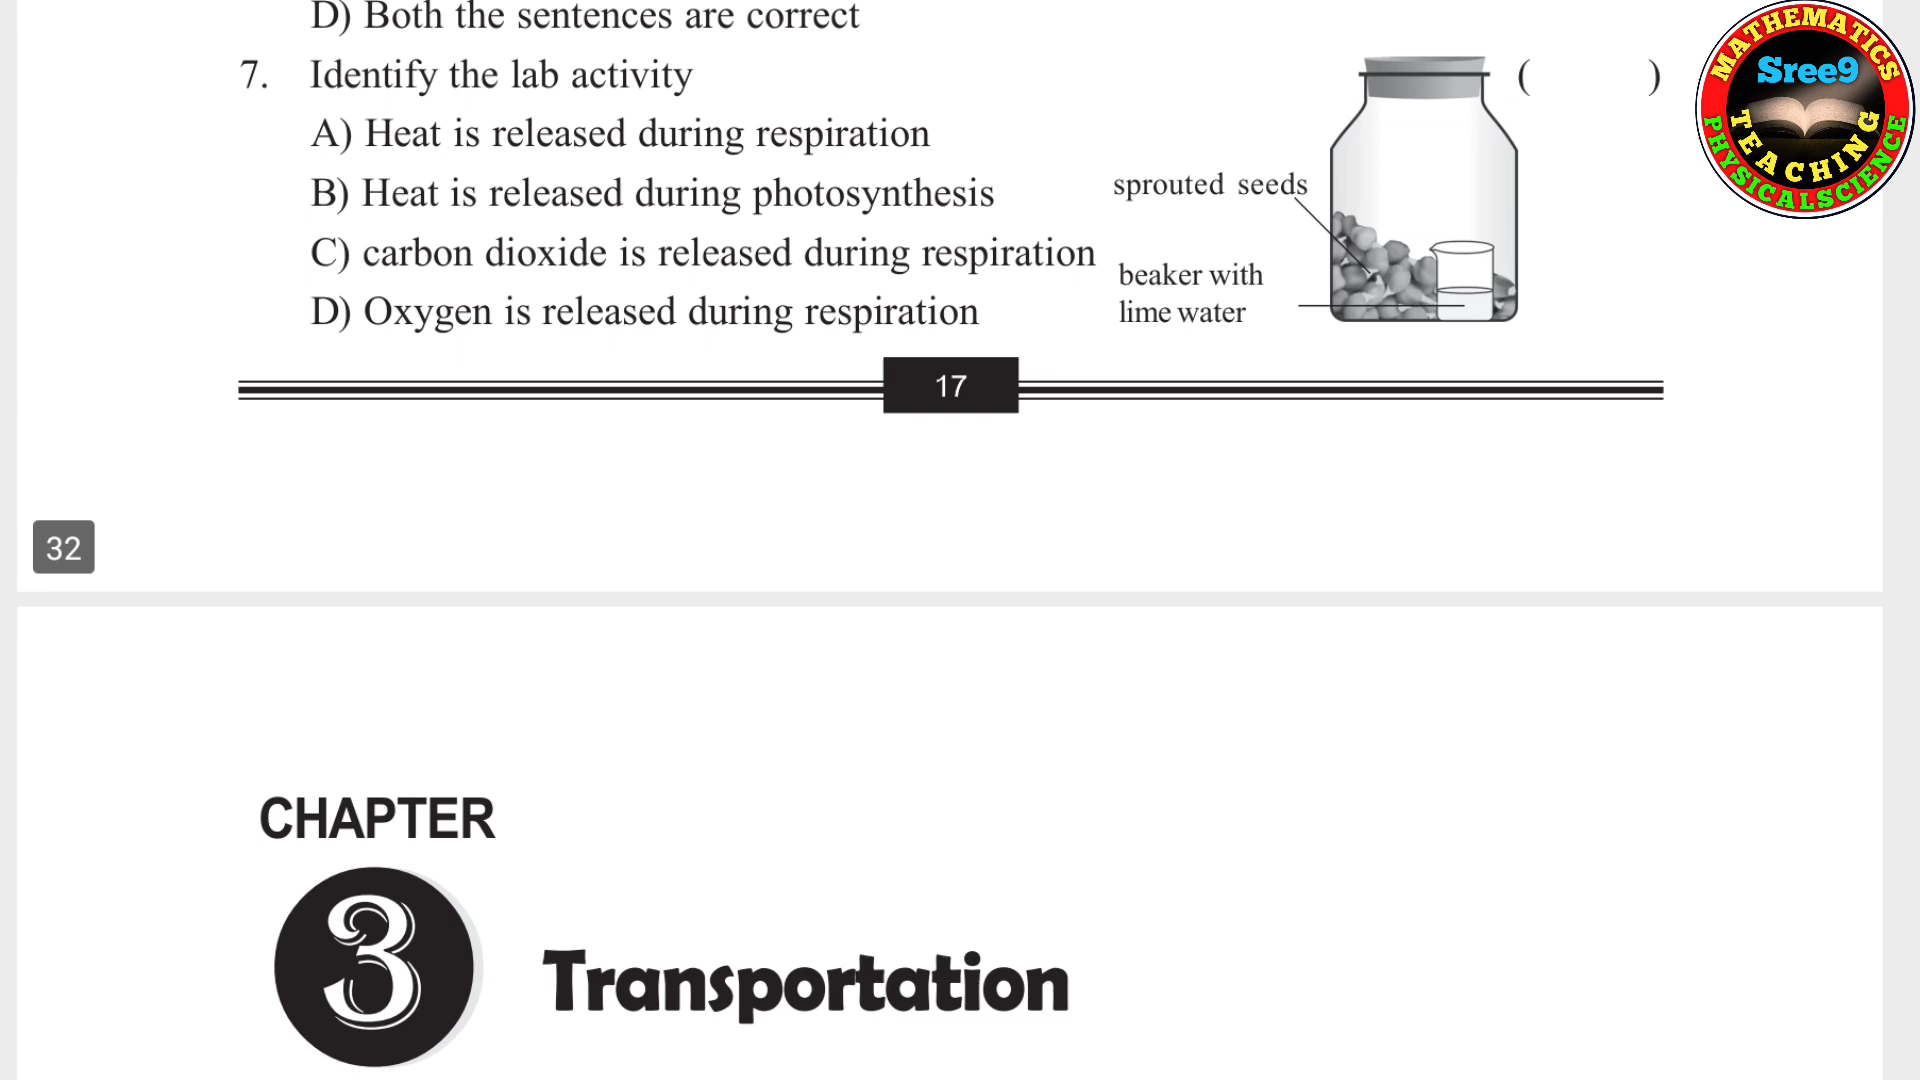 D) Both the sentences are correct
7. Identify the lab activity ( )
A) Heat is released during respiration
B) Heat is released during photosynthesis
C) carbon dioxide is released during respiration
D) Oxygen is released during respiration
sprouted seeds
beaker with
lime water
17
32
CHAPTER
3
Transportation
MATHEMATICS
Sree9
TEACHING
PHYSICALSCIENCE